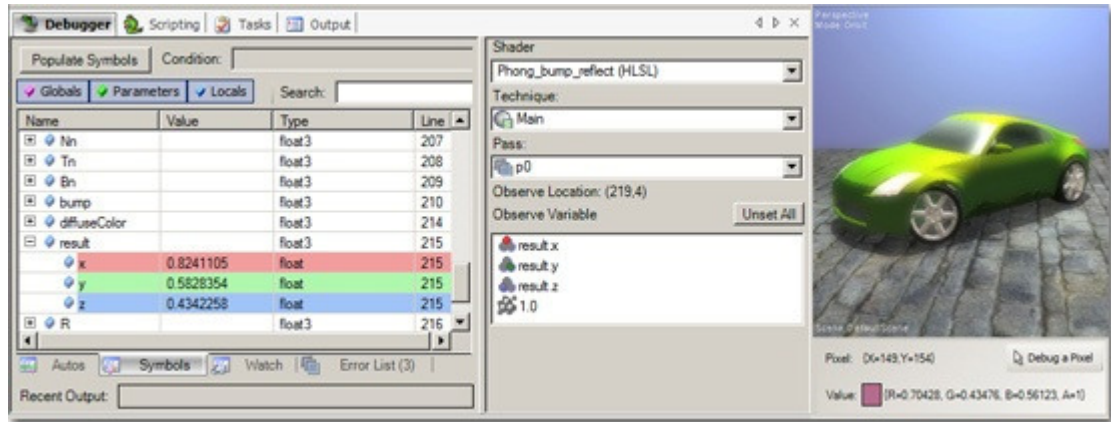 Debugger Scripting Tasks Output
Populate Symbols Condition:
Globals Parameters Locals Search:
Name Value Type Line
Nn float3 207
Tn float3 208
Bn float3 209
bump float3 210
diffuseColor float3 214
result float3 215
x 0.8241105 float 215
y 0.5828354 float 215
z 0.4342258 float 215
R float3 216
Autos Symbols Watch Error List (3)
Recent Output:
Shader
Phong_bump_reflect (HLSL)
Technique:
Main
Pass:
p0
Observe Location: (219,4)
Observe Variable Unset All
result.x
result.y
result.z
1.0
Perspective
Mode Orbit
Scene DefaultScene
Pixel: (X=149,Y=154) Debug a Pixel
Value: (R=0.70428, G=0.43476, B=0.56123, A=1)